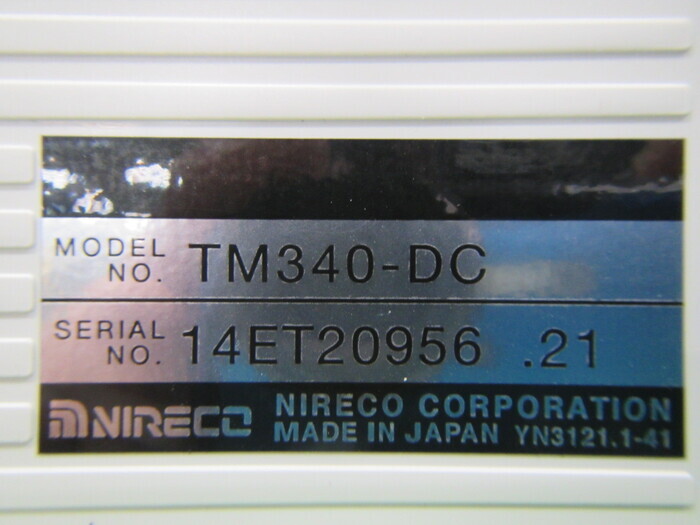 MODEL NO. TM340-DC
SERIAL NO. 14ET20956 .21
NIRECO NIRECO CORPORATION
MADE IN JAPAN YN3121.1-41